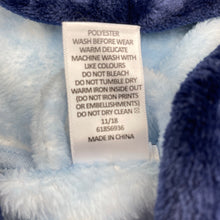 POLYESTER
WASH BEFORE WEAR
WARM DELICATE
MACHINE WASH WITH
LIKE COLOURS
DO NOT BLEACH
DO NOT TUMBLE DRY
WARM IRON INSIDE OUT
(DO NOT IRON PRINTS
OR EMBELLISHMENTS)
DO NOT DRY CLEAN
11/18
61856936
MADE IN CHINA